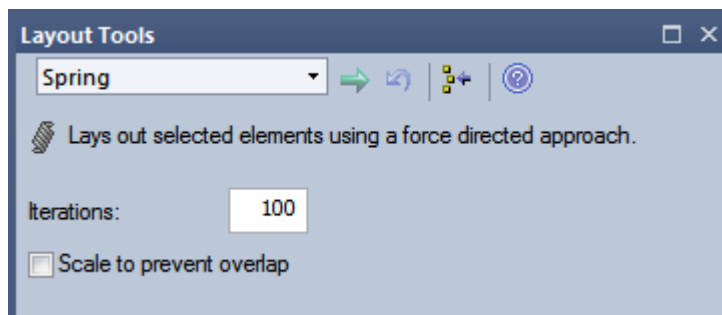 Layout Tools
Spring
Lays out selected elements using a force directed approach.
Iterations: 100
Scale to prevent overlap